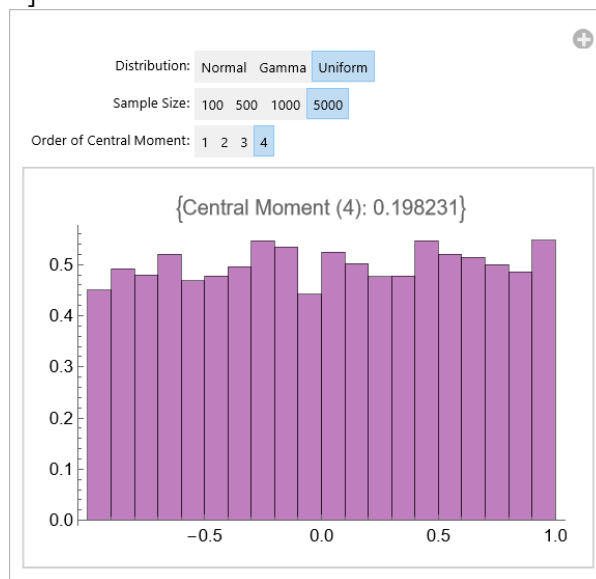 ]
Distribution: Normal Gamma Uniform
Sample Size: 100 500 1000 5000
Order of Central Moment: 1 2 3 4
{Central Moment (4): 0.198231}
0.5
0.4
0.3
0.2
0.1
0.0
−0.5 0.0 0.5 1.0